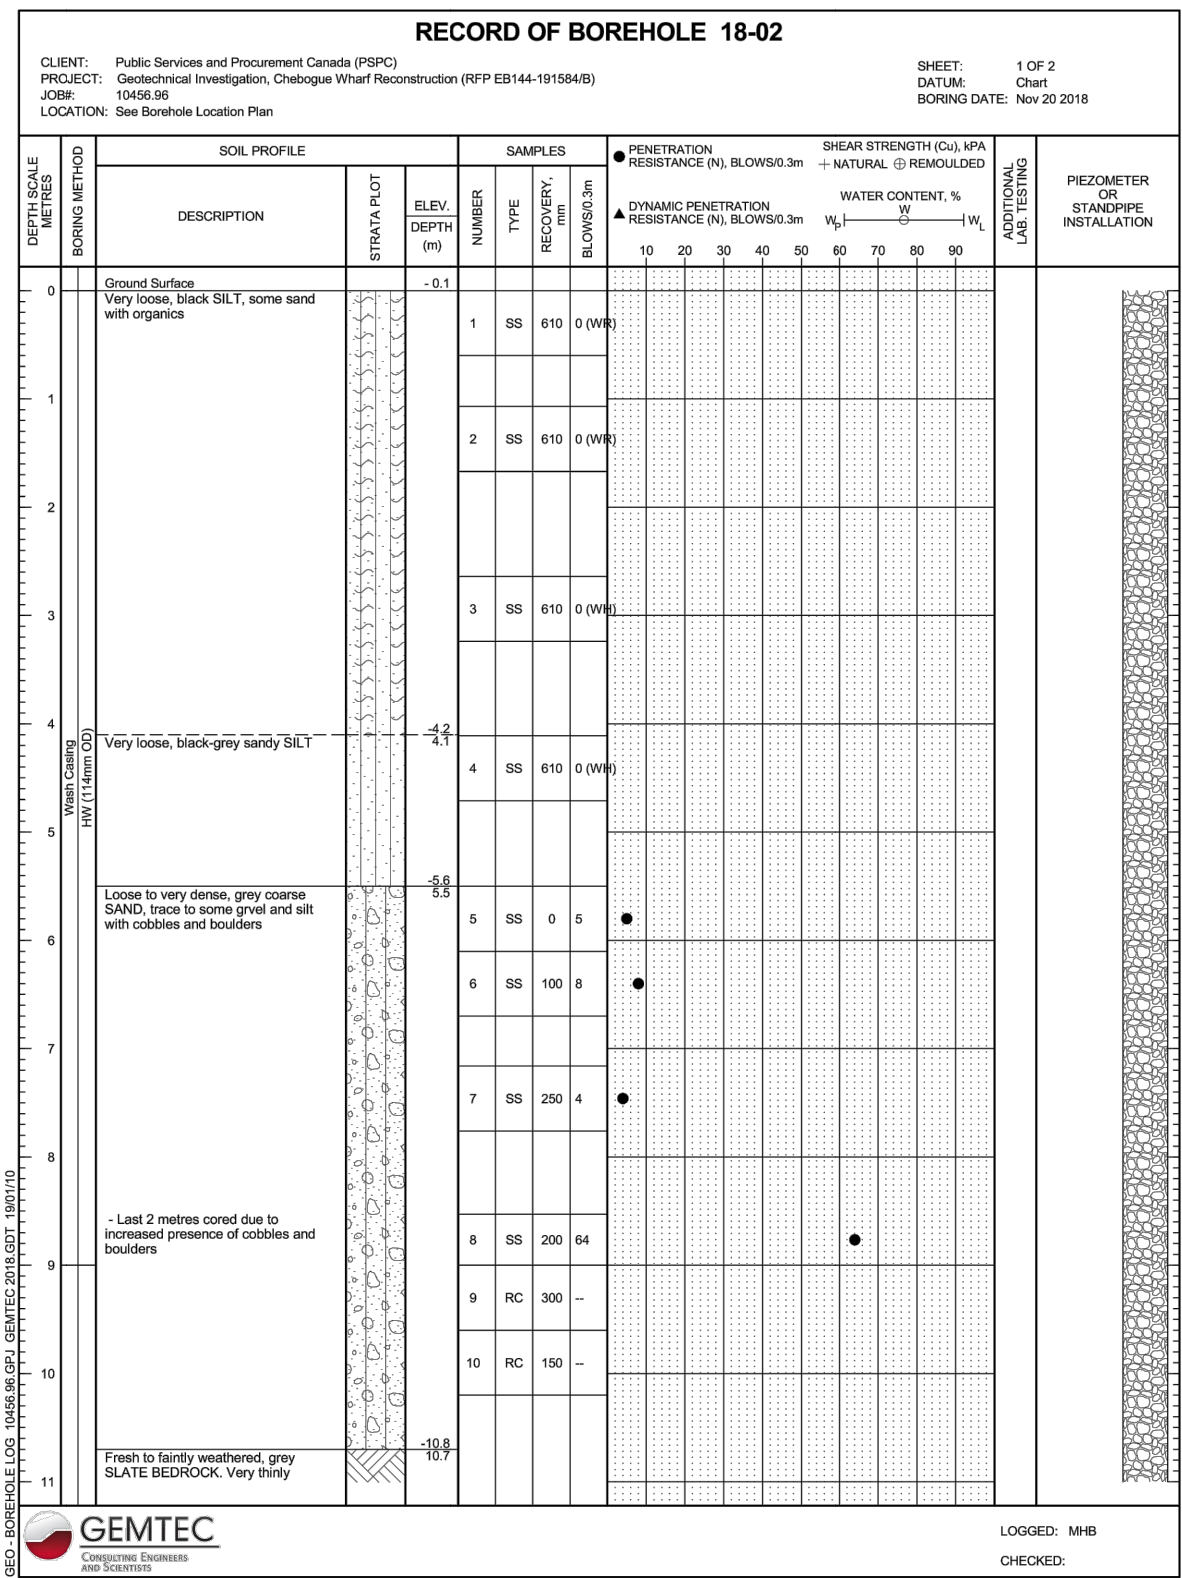 RECORD OF BOREHOLE 18-02
CLIENT: Public Services and Procurement Canada (PSPC)
PROJECT: Geotechnical Investigation, Chebogue Wharf Reconstruction (RFP EB144-191584/B)
JOB#: 10456.96
LOCATION: See Borehole Location Plan
SHEET: 1 OF 2
DATUM: Chart
BORING DATE: Nov 20 2018
DEPTH SCALE
METRES
BORING METHOD
SOIL PROFILE
DESCRIPTION
STRATA PLOT
ELEV.
DEPTH
(m)
SAMPLES
NUMBER
TYPE
RECOVERY,
mm
BLOWS/0.3m
PENETRATION
RESISTANCE (N), BLOWS/0.3m
DYNAMIC PENETRATION
RESISTANCE (N), BLOWS/0.3m
SHEAR STRENGTH (Cu), kPA
+ NATURAL ⊕ REMOULDED
WATER CONTENT, %
W
WP WL
10 20 30 40 50 60 70 80 90
ADDITIONAL
LAB. TESTING
PIEZOMETER
OR
STANDPIPE
INSTALLATION
0
1
2
3
4
5
6
7
8
9
10
11
Wash Casing
HW (114mm OD)
Ground Surface - 0.1
Very loose, black SILT, some sand
with organics
1 SS 610 0 (WR)
2 SS 610 0 (WR)
3 SS 610 0 (WH)
-4.2
4.1
Very loose, black-grey sandy SILT
4 SS 610 0 (WH)
-5.6
5.5
Loose to very dense, grey coarse
SAND, trace to some grvel and silt
with cobbles and boulders
5 SS 0 5
6 SS 100 8
7 SS 250 4
- Last 2 metres cored due to
increased presence of cobbles and
boulders
8 SS 200 64
9 RC 300 --
10 RC 150 --
-10.8
10.7
Fresh to faintly weathered, grey
SLATE BEDROCK. Very thinly
10 20 30 40 50 60 70 80 90
GEO - BOREHOLE LOG 10456.96.GPJ GEMTEC 2018.GDT 19/01/10
GEMTEC
CONSULTING ENGINEERS
AND SCIENTISTS
LOGGED: MHB
CHECKED: